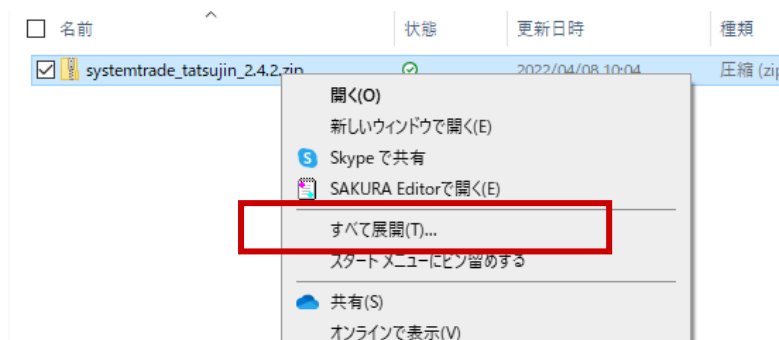 名前 状態 更新日時 種類
systemtrade_tatsujin_2.4.2.zip 2022/04/08 10:04 圧縮 (zip
開く(O)
新しいウィンドウで開く(E)
Skype で共有
SAKURA Editorで開く(E)
すべて展開(T)...
スタート メニューにピン留めする
共有(S)
オンラインで表示(V)